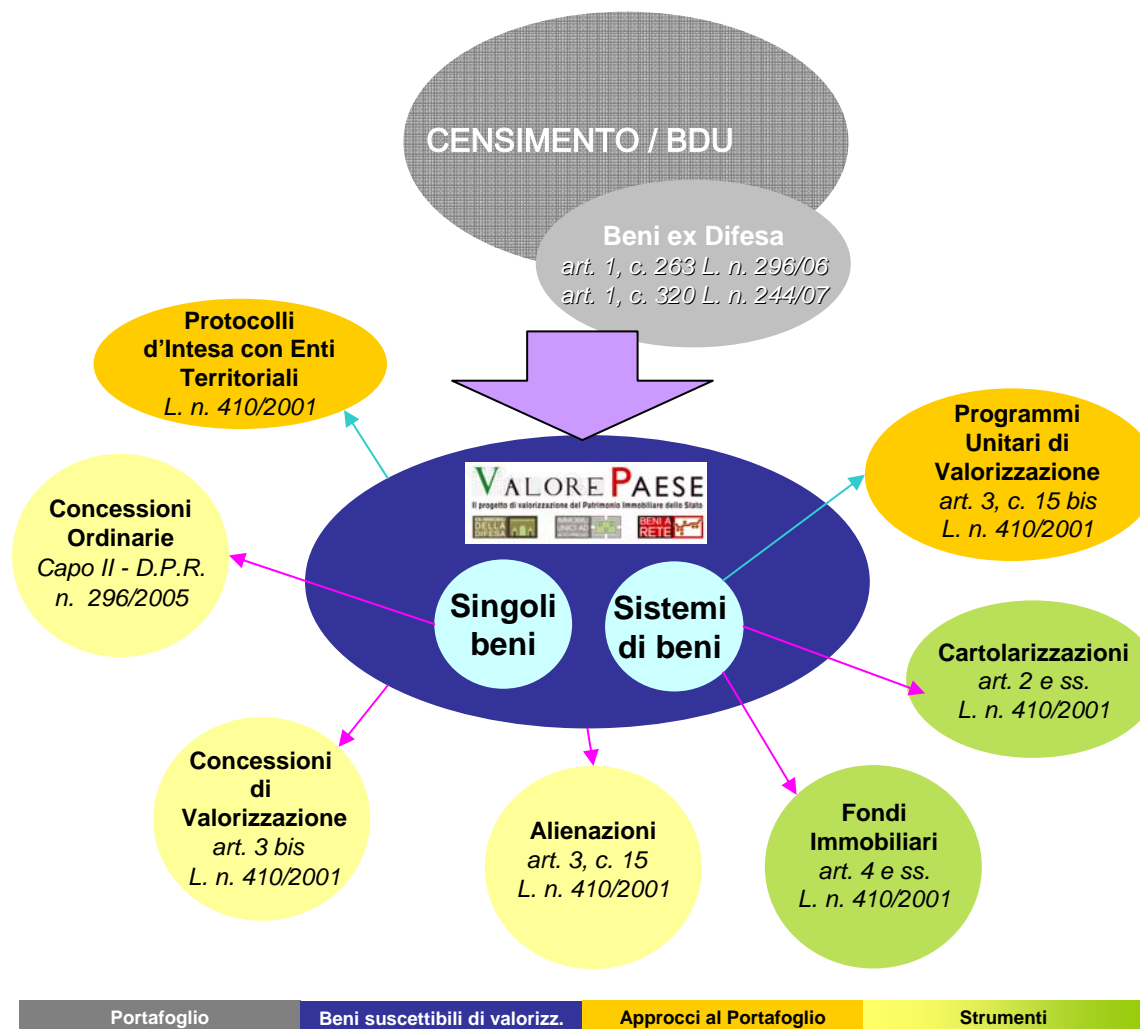 CENSIMENTO / BDU
Beni ex Difesa
art. 1, c. 263 L. n. 296/06
art. 1, c. 320 L. n. 244/07
Protocolli
d'Intesa con Enti
Territoriali
L. n. 410/2001
Programmi
Unitari di
Valorizzazione
art. 3, c. 15 bis
L. n. 410/2001
VALORE PAESE
Il progetto di valorizzazione del Patrimonio Immobiliare dello Stato
DELLA
DIFESA
IMMOBILI
UNICI AD
BENI A
RETE
Concessioni
Ordinarie
Capo II - D.P.R.
n. 296/2005
Singoli
beni
Sistemi
di beni
Cartolarizzazioni
art. 2 e ss.
L. n. 410/2001
Concessioni
di
Valorizzazione
art. 3 bis
L. n. 410/2001
Alienazioni
art. 3, c. 15
L. n. 410/2001
Fondi
Immobiliari
art. 4 e ss.
L. n. 410/2001
Portafoglio
Beni suscettibili di valorizz.
Approcci al Portafoglio
Strumenti